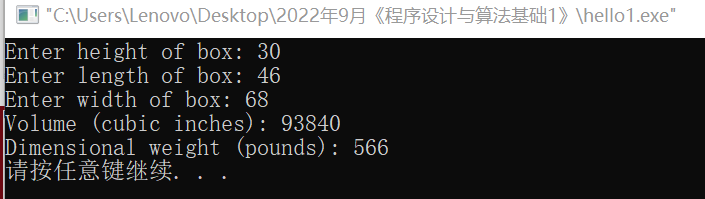 "C:\Users\Lenovo\Desktop\2022年9月《程序设计与算法基础1》\hello1.exe"
Enter height of box: 30
Enter length of box: 46
Enter width of box: 68
Volume (cubic inches): 93840
Dimensional weight (pounds): 566
请按任意键继续. . .